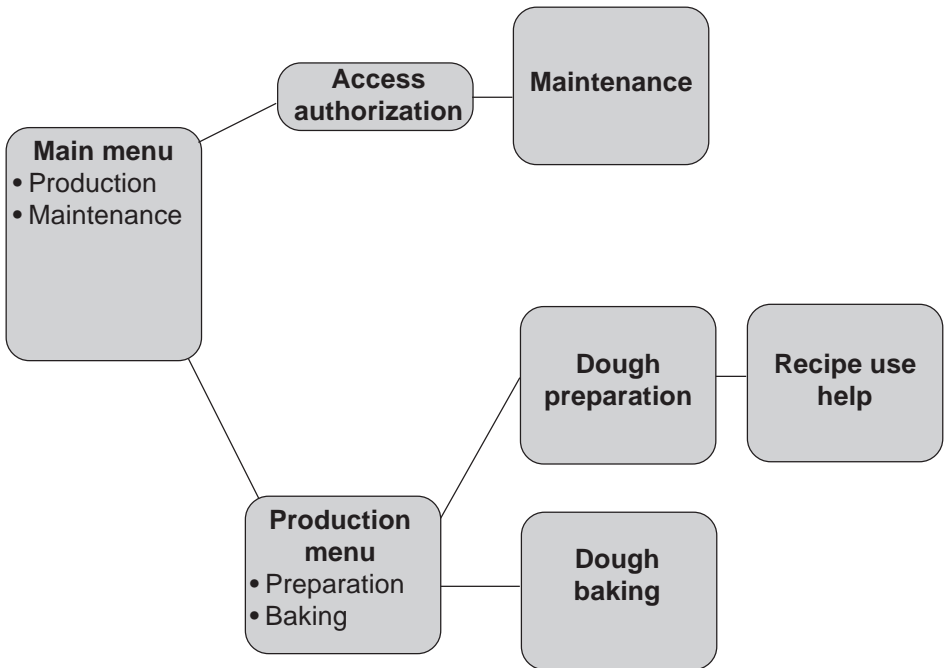 Access
authorization
Maintenance
Main menu
• Production
• Maintenance
Dough
preparation
Recipe use
help
Production
menu
• Preparation
• Baking
Dough
baking